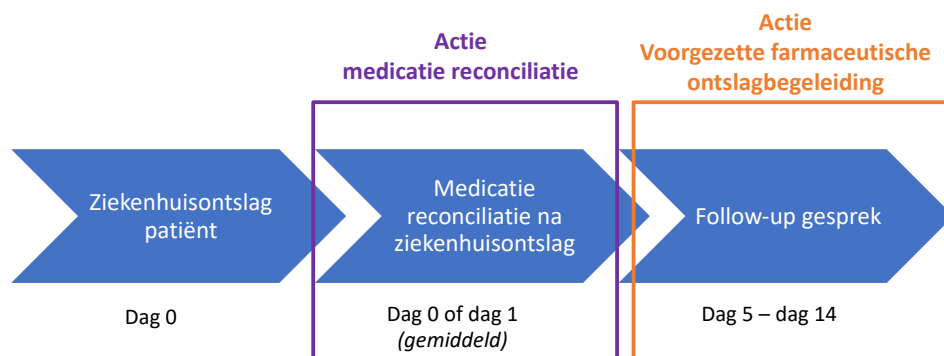 Actie
medicatie reconciliatie
Actie
Voorgezette farmaceutische
ontslagbegeleiding
Ziekenhuisontslag
patiënt
Medicatie
reconciliatie na
ziekenhuisontslag
Follow-up gesprek
Dag 0
Dag 0 of dag 1
(gemiddeld)
Dag 5 – dag 14